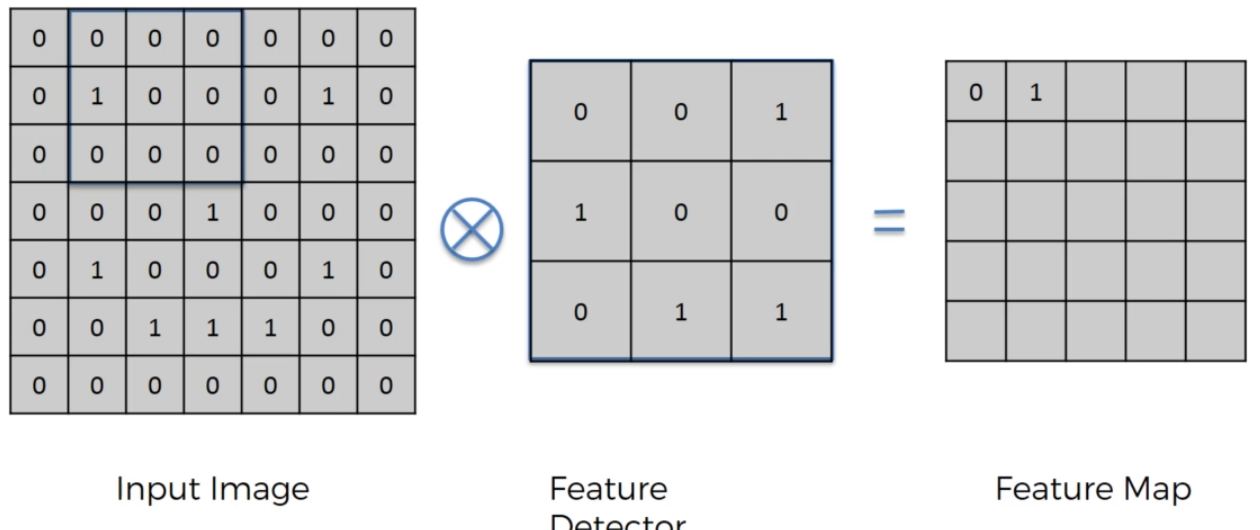 0 0 0 0 0 0 0
0 1 0 0 0 1 0
0 0 0 0 0 0 0
0 0 0 1 0 0 0
0 1 0 0 0 1 0
0 0 1 1 1 0 0
0 0 0 0 0 0 0
Input Image
0 0 1
1 0 0
0 1 1
Feature
Detector
=
0 1
Feature Map